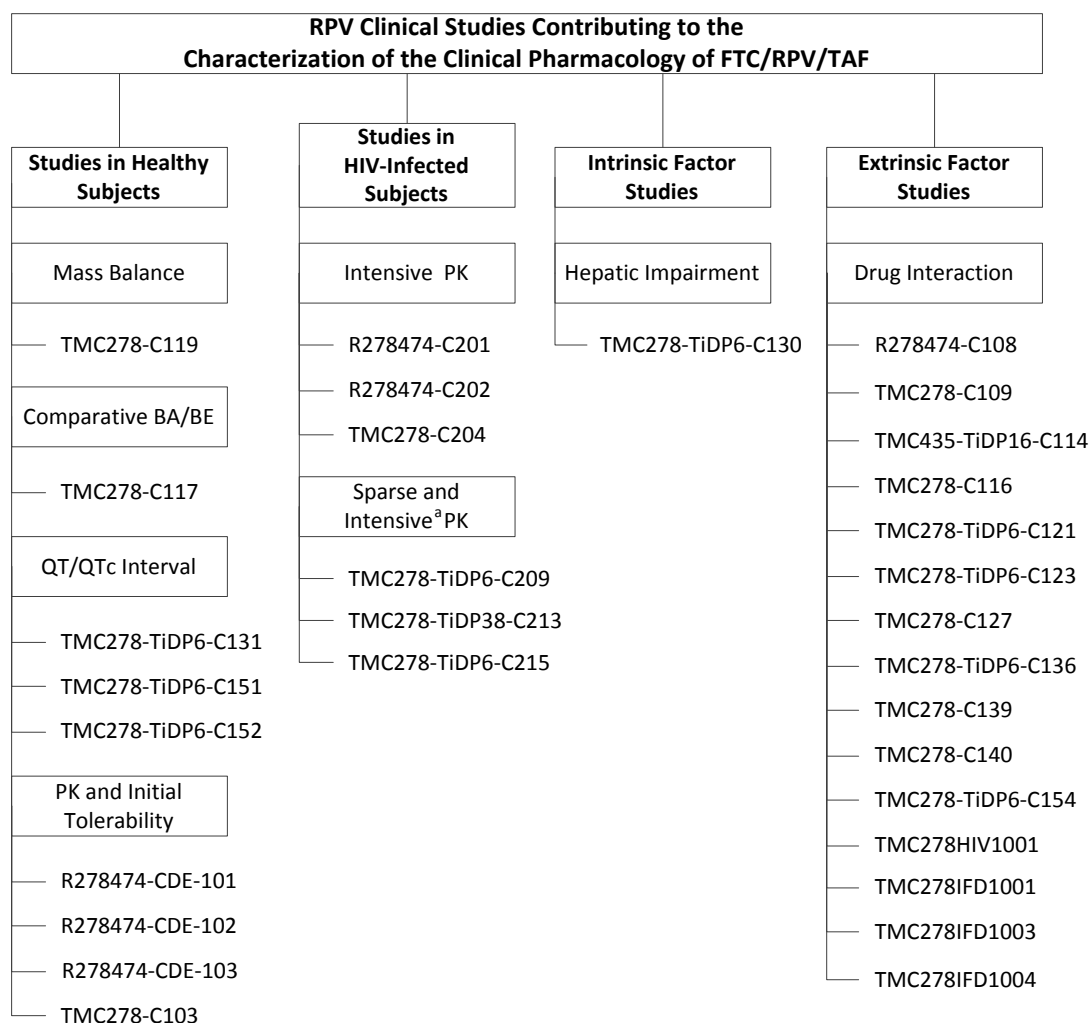 RPV Clinical Studies Contributing to the
Characterization of the Clinical Pharmacology of FTC/RPV/TAF
Studies in Healthy
Subjects
Mass Balance
TMC278-C119
Comparative BA/BE
TMC278-C117
QT/QTc Interval
TMC278-TiDP6-C131
TMC278-TiDP6-C151
TMC278-TiDP6-C152
PK and Initial
Tolerability
R278474-CDE-101
R278474-CDE-102
R278474-CDE-103
TMC278-C103
Studies in
HIV-Infected
Subjects
Intensive PK
R278474-C201
R278474-C202
TMC278-C204
Sparse and
Intensiveᵃ PK
TMC278-TiDP6-C209
TMC278-TiDP38-C213
TMC278-TiDP6-C215
Intrinsic Factor
Studies
Hepatic Impairment
TMC278-TiDP6-C130
Extrinsic Factor
Studies
Drug Interaction
R278474-C108
TMC278-C109
TMC435-TiDP16-C114
TMC278-C116
TMC278-TiDP6-C121
TMC278-TiDP6-C123
TMC278-C127
TMC278-TiDP6-C136
TMC278-C139
TMC278-C140
TMC278-TiDP6-C154
TMC278HIV1001
TMC278IFD1001
TMC278IFD1003
TMC278IFD1004